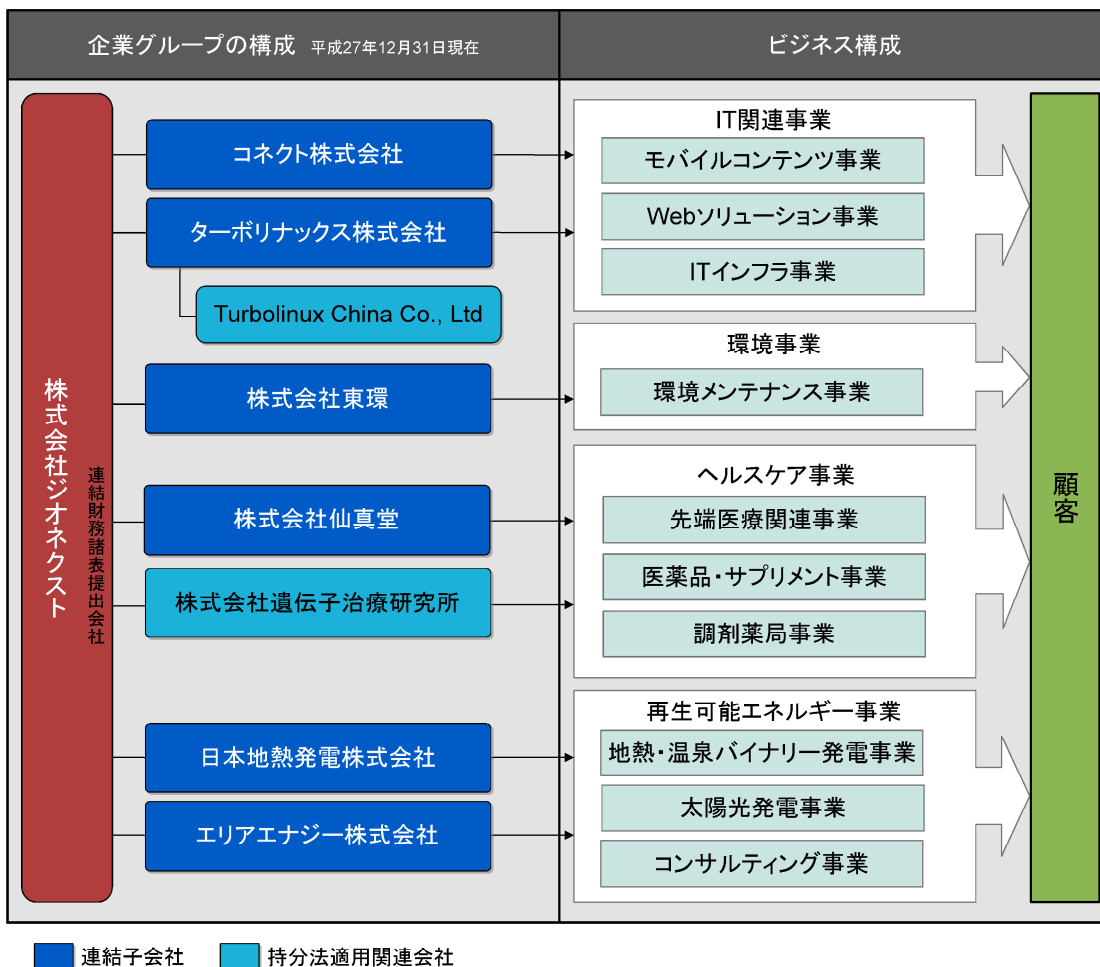 企業グループの構成 平成27年12月31日現在
ビジネス構成
株式会社ジオネクスト
連結財務諸表提出会社
コネクト株式会社
ターボリナックス株式会社
Turbolinux China Co., Ltd
株式会社東環
株式会社仙真堂
株式会社遺伝子治療研究所
日本地熱発電株式会社
エリアエナジー株式会社
IT関連事業
モバイルコンテンツ事業
Webソリューション事業
ITインフラ事業
環境事業
環境メンテナンス事業
ヘルスケア事業
先端医療関連事業
医薬品・サプリメント事業
調剤薬局事業
再生可能エネルギー事業
地熱・温泉バイナリー発電事業
太陽光発電事業
コンサルティング事業
顧客
連結子会社
持分法適用関連会社